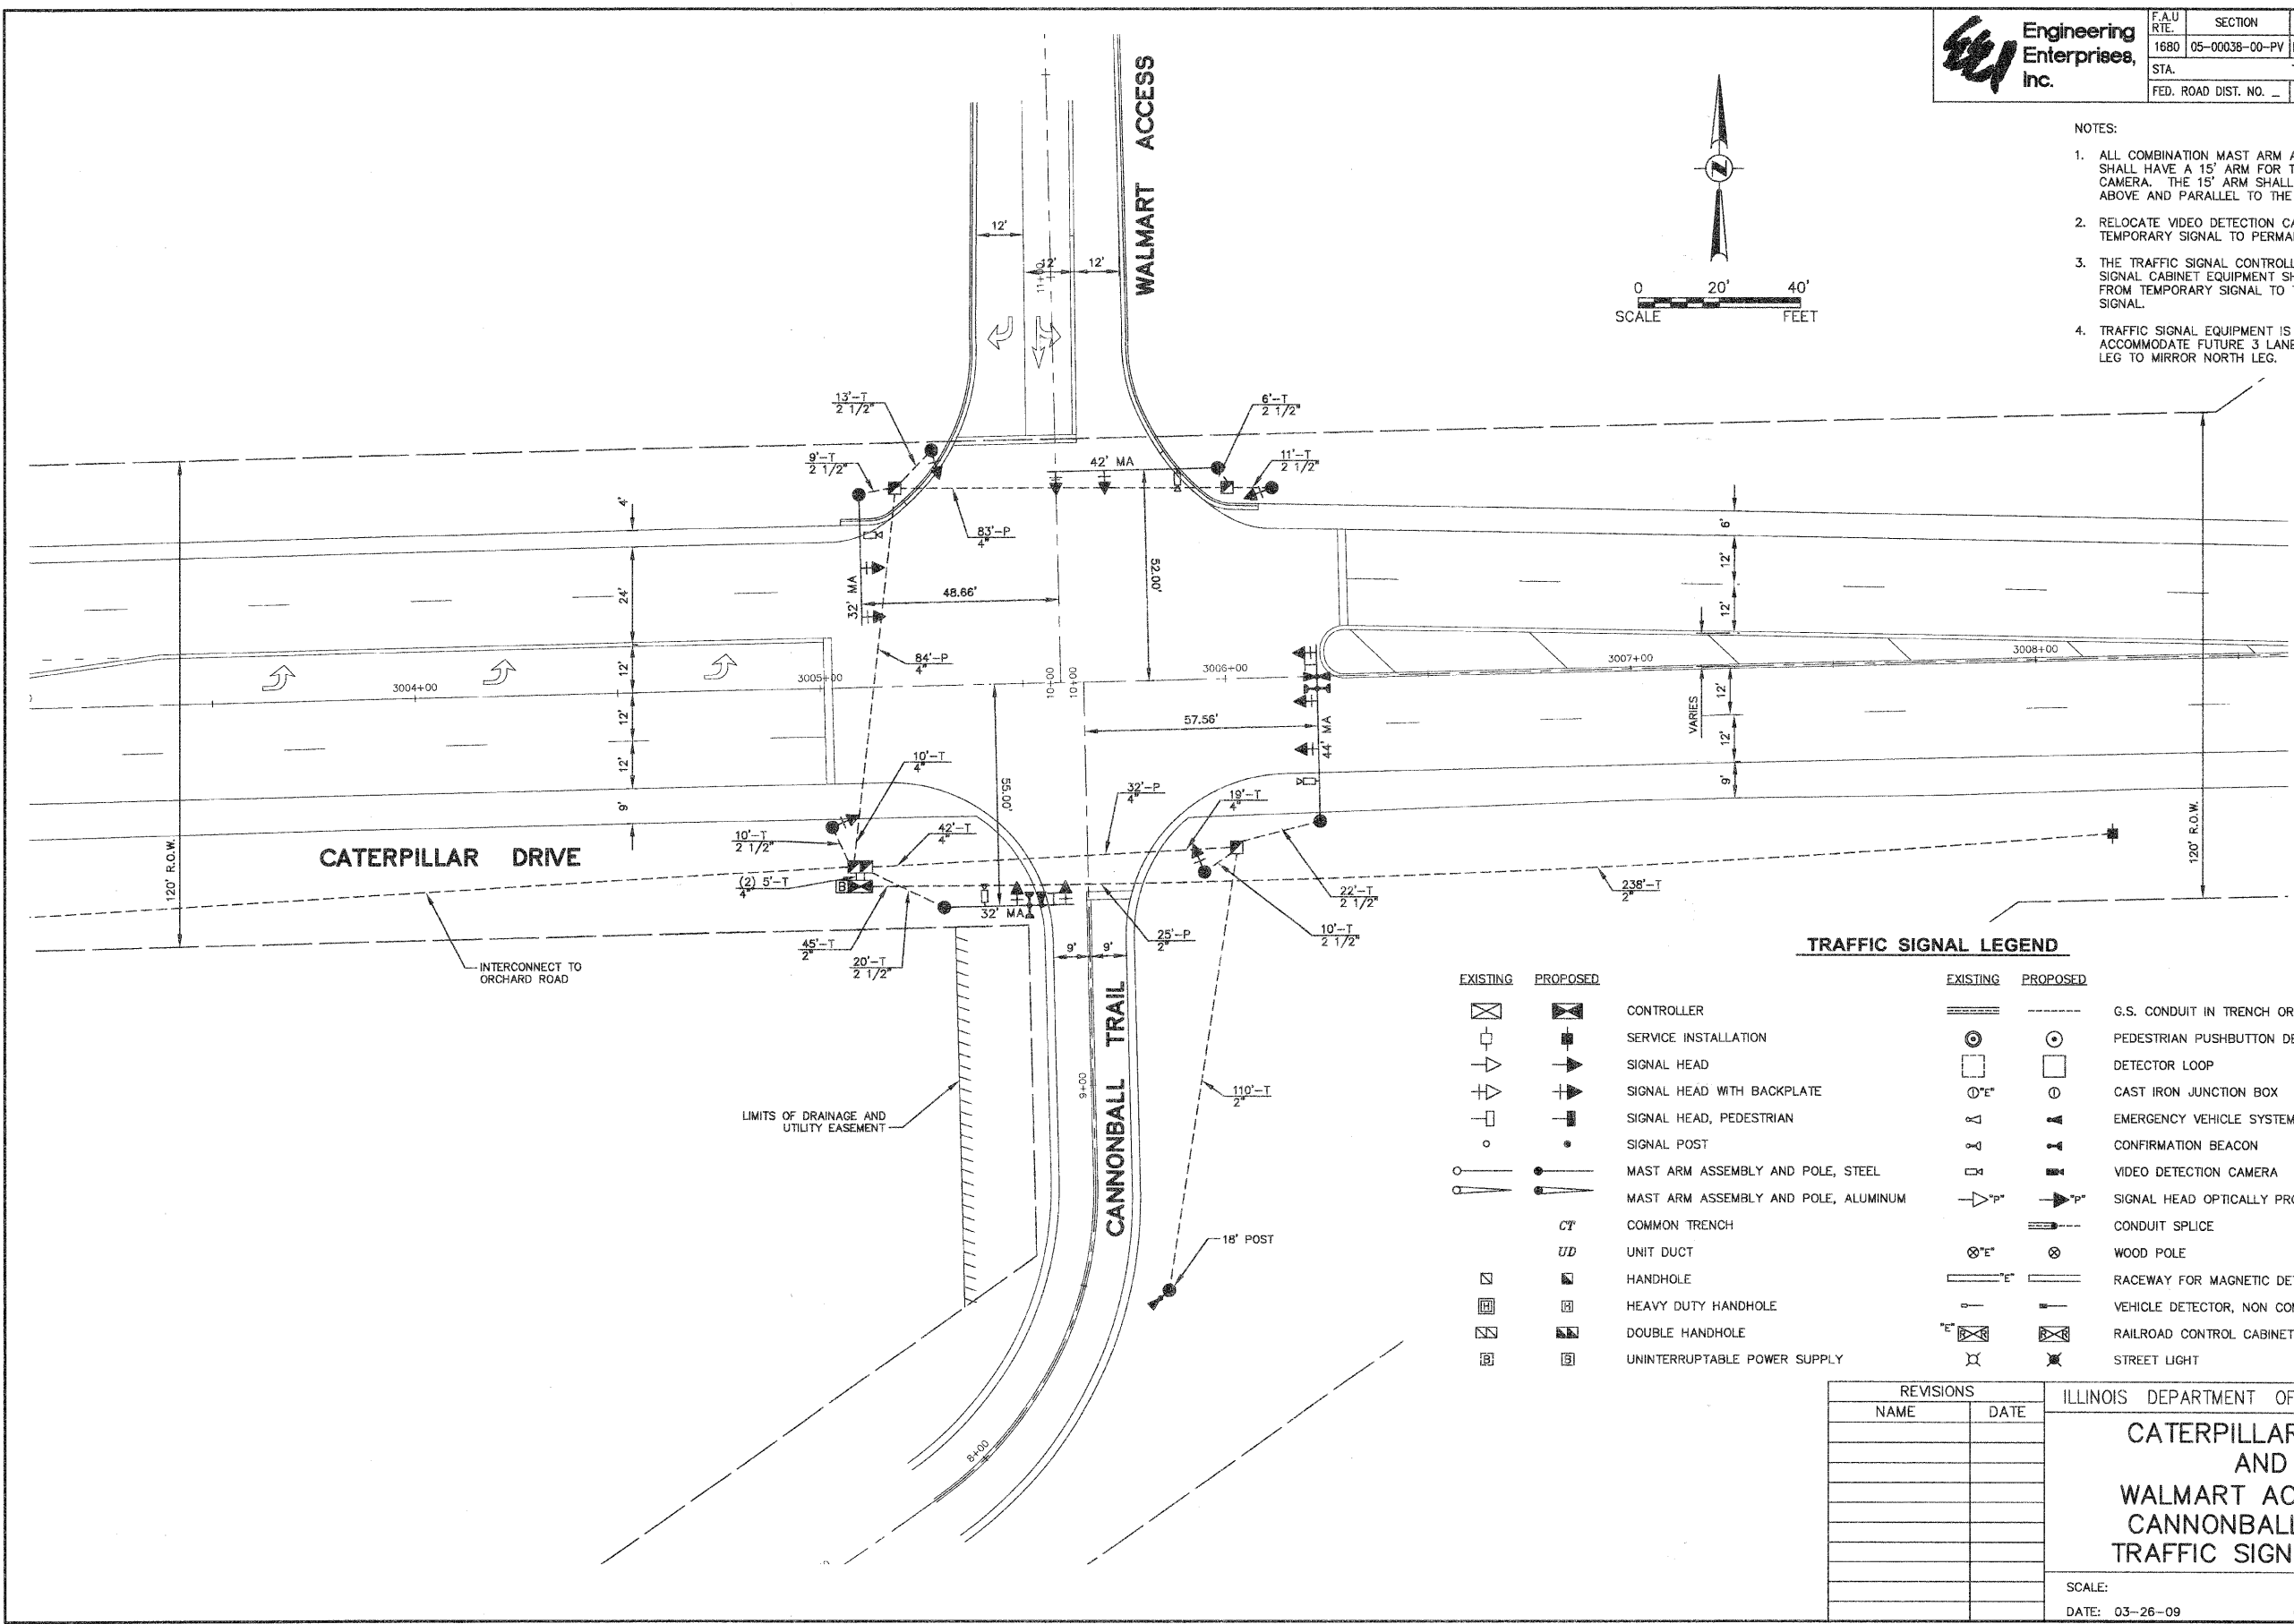 Engineering
Enterprises,
Inc.
F.A.U
RTE.
SECTION
1680
05-00038-00-PV
STA.
FED. ROAD DIST. NO. _
NOTES:
1. ALL COMBINATION MAST ARM
SHALL HAVE A 15' ARM FOR
CAMERA. THE 15' ARM SHALL
ABOVE AND PARALLEL TO THE
2. RELOCATE VIDEO DETECTION
TEMPORARY SIGNAL TO
3. THE TRAFFIC SIGNAL
SIGNAL CABINET EQUIPMENT
FROM TEMPORARY SIGNAL TO
SIGNAL.
4. TRAFFIC SIGNAL EQUIPMENT IS
ACCOMMODATE FUTURE 3
LEG TO MIRROR NORTH LEG.
WALMART ACCESS
12'
12'
12'
11+00
N
0 20' 40'
SCALE FEET
13'-T
2 1/2"
9'-T
2 1/2"
6'-T
2 1/2"
11'-T
2 1/2"
42' MA
83'-P
4"
4'
24'
12'
12'
12'
9'
32' MA
48.66'
52.00'
84'-P
4"
6'
12'
12'
VARIES
12'
12'
9'
3004+00
3005+00
10+00
10+00
3006+00
3007+00
3008+00
57.56'
44' MA
55.00'
10'-T
4"
32'-P
4"
19'-T
4"
10'-T
2 1/2"
42'-T
4"
CATERPILLAR DRIVE
120' R.O.W.
120' R.O.W.
(2) 5'-T
4"
B
32' MA
45'-T
2"
20'-T
2 1/2"
25'-P
2"
22'-T
2 1/2"
10'-T
2 1/2"
238'-T
2"
INTERCONNECT TO
ORCHARD ROAD
9'
9'
CANNONBALL TRAIL
9+00
110'-T
2"
LIMITS OF DRAINAGE AND
UTILITY EASEMENT
18' POST
8+00
TRAFFIC SIGNAL LEGEND
EXISTING PROPOSED
CONTROLLER
SERVICE INSTALLATION
SIGNAL HEAD
SIGNAL HEAD WITH BACKPLATE
SIGNAL HEAD, PEDESTRIAN
SIGNAL POST
MAST ARM ASSEMBLY AND POLE, STEEL
MAST ARM ASSEMBLY AND POLE, ALUMINUM
CT COMMON TRENCH
UD UNIT DUCT
HANDHOLE
H H HEAVY DUTY HANDHOLE
DOUBLE HANDHOLE
B B UNINTERRUPTABLE POWER SUPPLY
EXISTING PROPOSED
G.S. CONDUIT IN TRENCH OR
PEDESTRIAN PUSHBUTTON
DETECTOR LOOP
"E" CAST IRON JUNCTION BOX
EMERGENCY VEHICLE SYSTEM
CONFIRMATION BEACON
VIDEO DETECTION CAMERA
"P" "P" SIGNAL HEAD OPTICALLY
CONDUIT SPLICE
"E" WOOD POLE
"E" RACEWAY FOR MAGNETIC
VEHICLE DETECTOR, NON
"E" R R R R RAILROAD CONTROL CABINET
STREET LIGHT
REVISIONS
NAME DATE
ILLINOIS DEPARTMENT OF
CATERPILLAR
AND
WALMART
CANNONBALL
TRAFFIC
SCALE:
DATE: 03-26-09